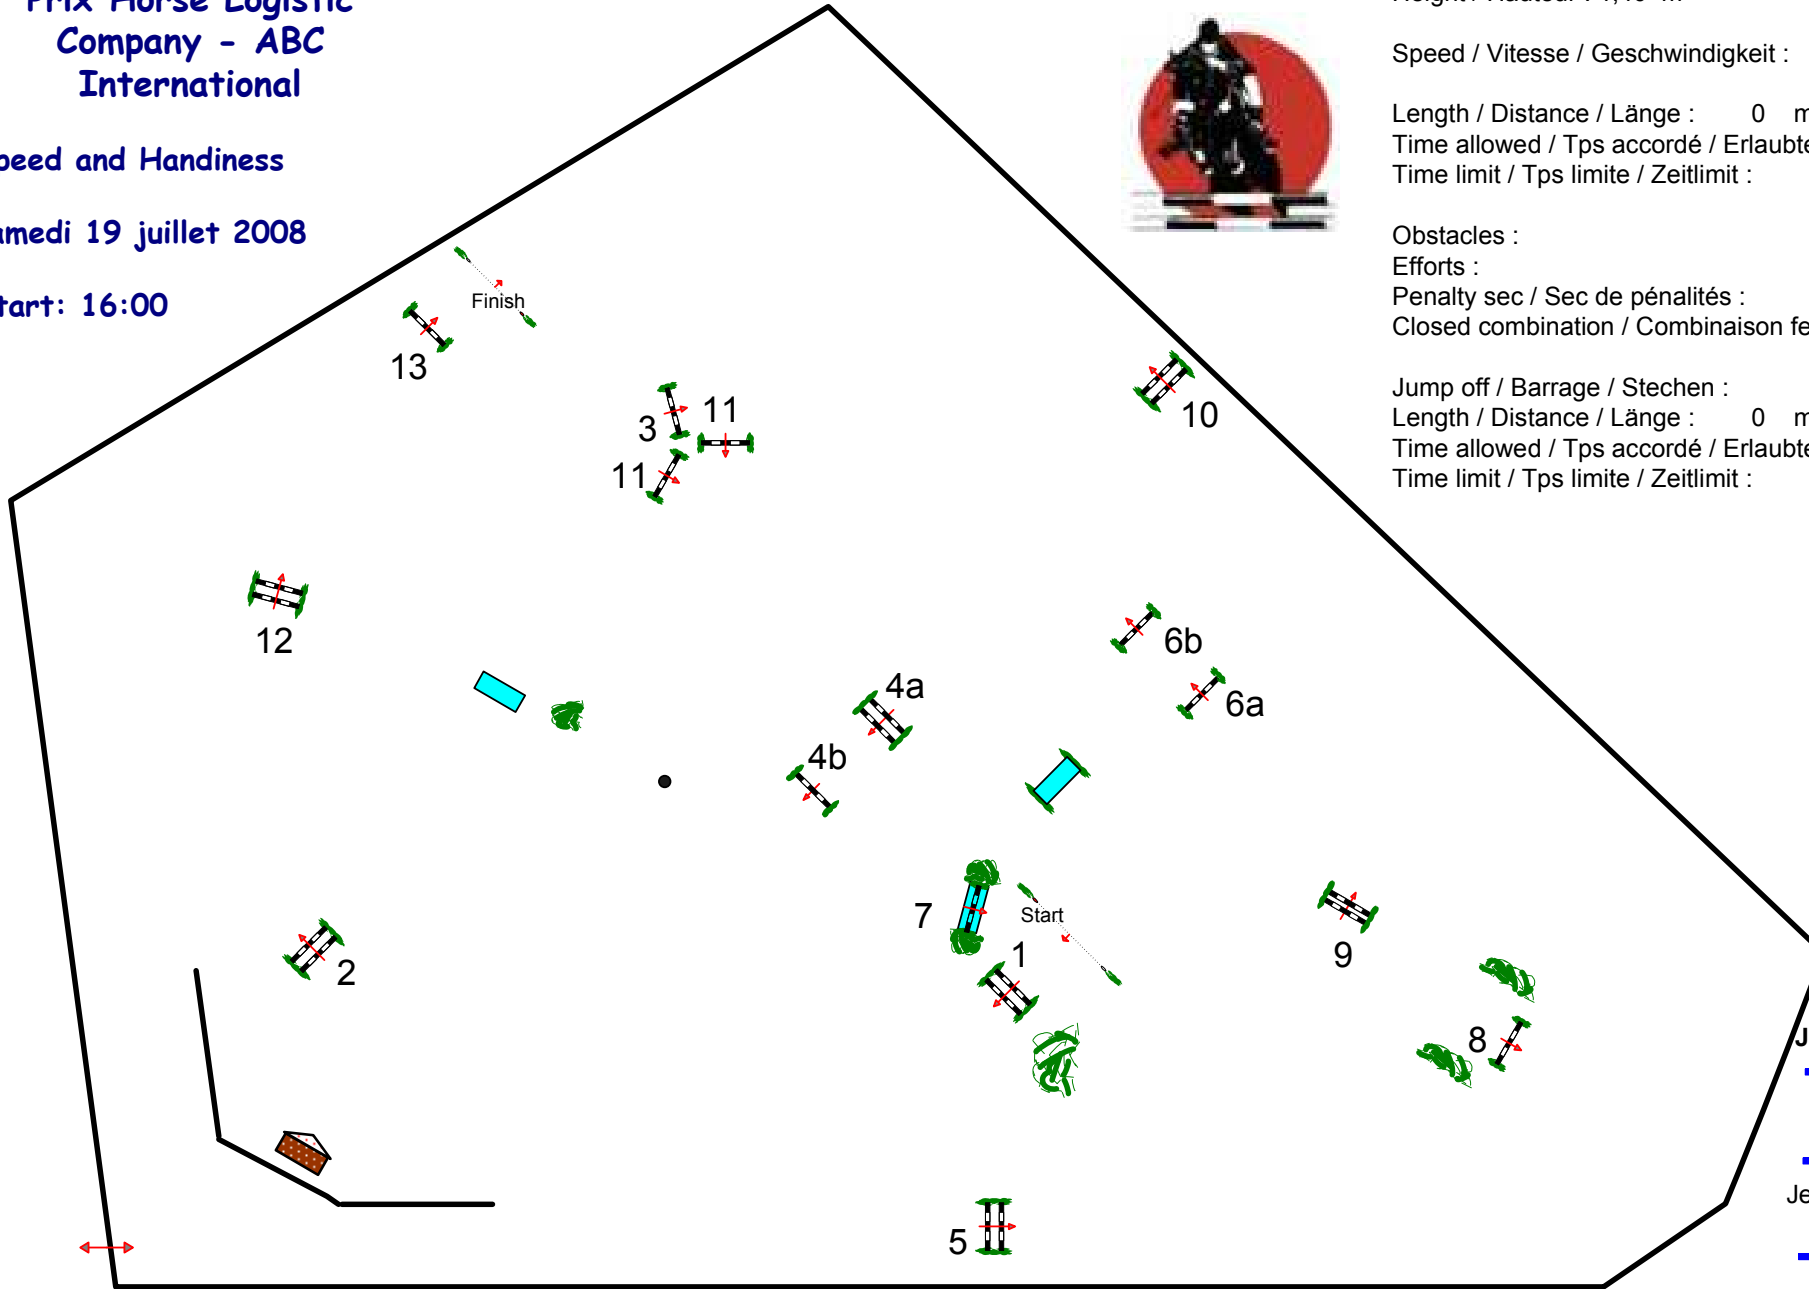 Prix Horse Logistic
Company - ABC
International
peed and Handiness
amedi 19 juillet 2008
tart: 16:00
Speed / Vitesse / Geschwindigkeit :
Length / Distance / Länge : 0 m
Time allowed / Tps accordé / Erlaubte
Time limit / Tps limite / Zeitlimit :
Obstacles :
Efforts :
Penalty sec / Sec de pénalités :
Closed combination / Combinaison fe
Jump off / Barrage / Stechen :
Length / Distance / Länge : 0 m
Time allowed / Tps accordé / Erlaubte
Time limit / Tps limite / Zeitlimit :
Finish
13
3
11
11
10
12
6b
6a
4a
4b
7
Start
1
9
2
8
5
J
Je